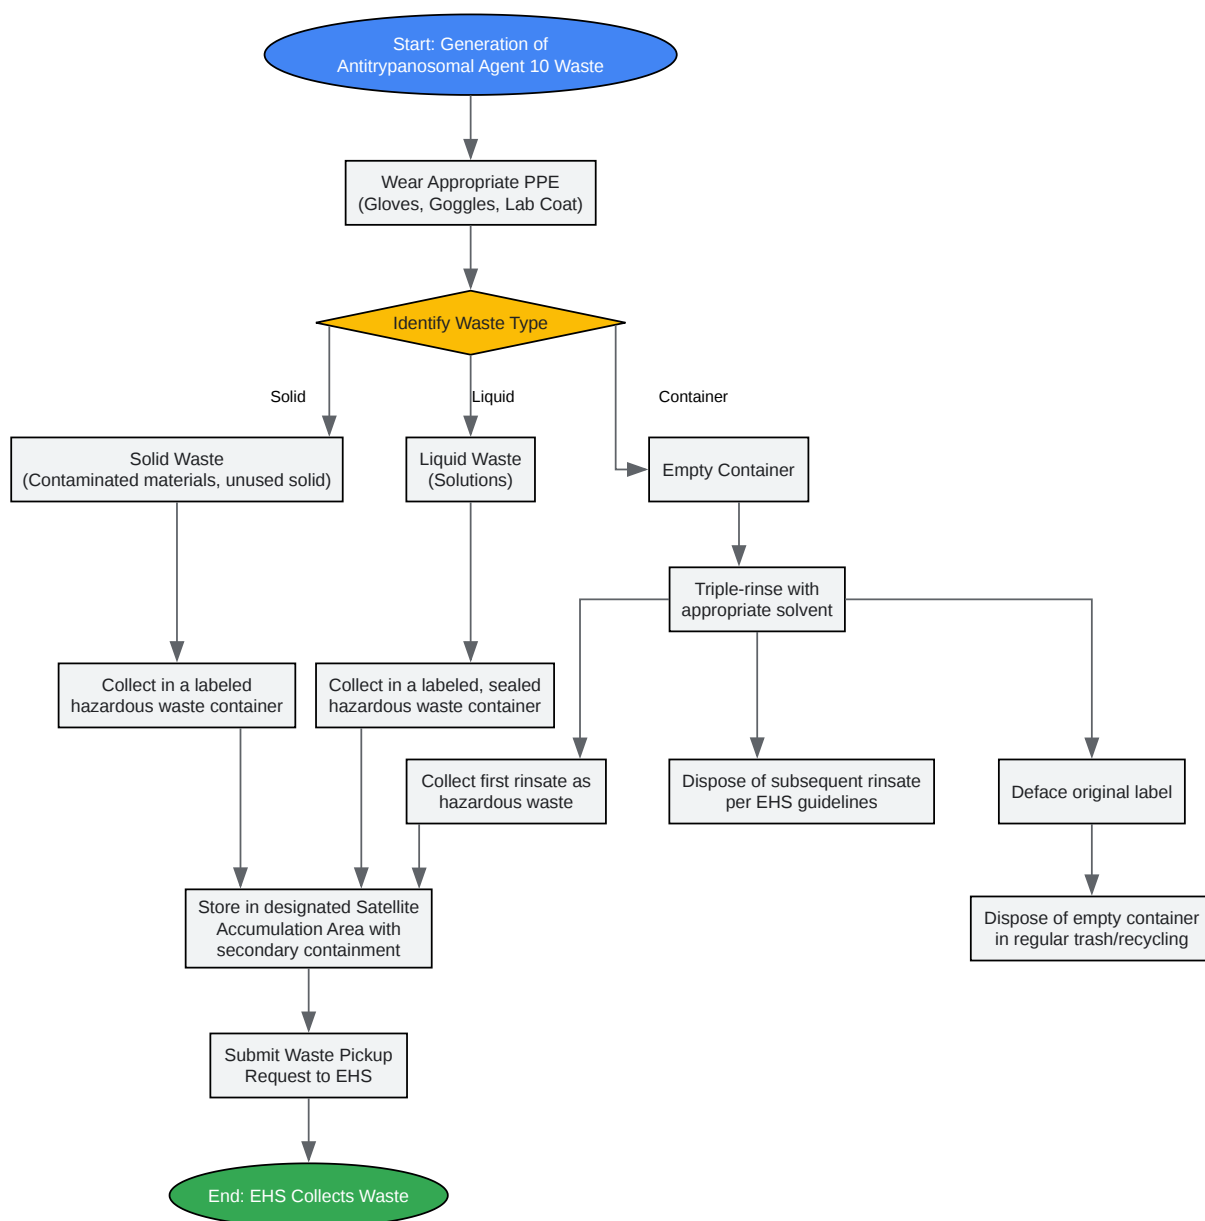 Start: Generation of
Antitrypanosomal Agent 10 Waste
Wear Appropriate PPE
(Gloves, Goggles, Lab Coat)
Identify Waste Type
Solid
Liquid
Container
Solid Waste
(Contaminated materials, unused solid)
Liquid Waste
(Solutions)
Empty Container
Triple-rinse with
appropriate solvent
Collect in a labeled
hazardous waste container
Collect in a labeled, sealed
hazardous waste container
Collect first rinsate as
hazardous waste
Dispose of subsequent rinsate
per EHS guidelines
Deface original label
Store in designated Satellite
Accumulation Area with
secondary containment
Dispose of empty container
in regular trash/recycling
Submit Waste Pickup
Request to EHS
End: EHS Collects Waste